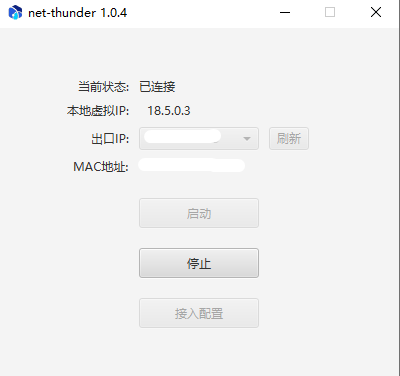 net-thunder 1.0.4
当前状态: 已连接
本地虚拟IP: 18.5.0.3
出口IP: 刷新
MAC地址:
启动
停止
接入配置